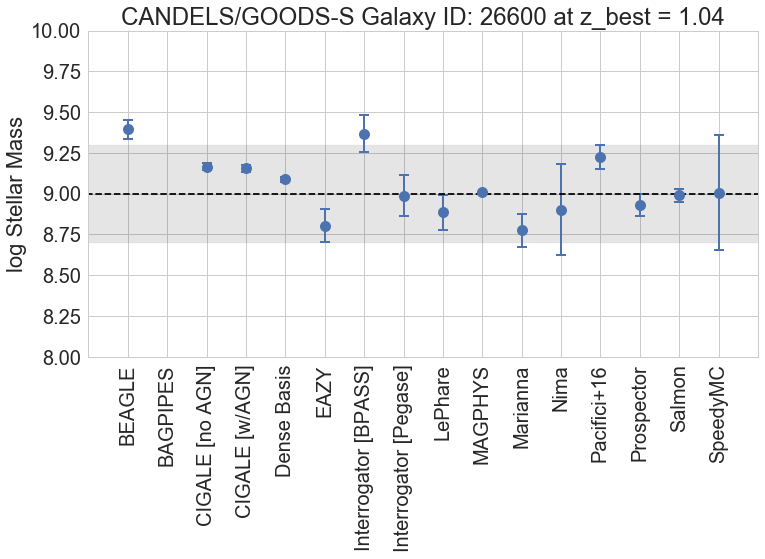 CANDELS/GOODS-S Galaxy ID: 26600 at z_best = 1.04
log Stellar Mass
10.00
9.75
9.50
9.25
9.00
8.75
8.50
8.25
8.00
BEAGLE
BAGPIPES
CIGALE [no AGN]
CIGALE [w/AGN]
Dense Basis
EAZY
Interrogator [BPASS]
Interrogator [Pegase]
LePhare
MAGPHYS
Marianna
Nima
Pacifici+16
Prospector
Salmon
SpeedyMC